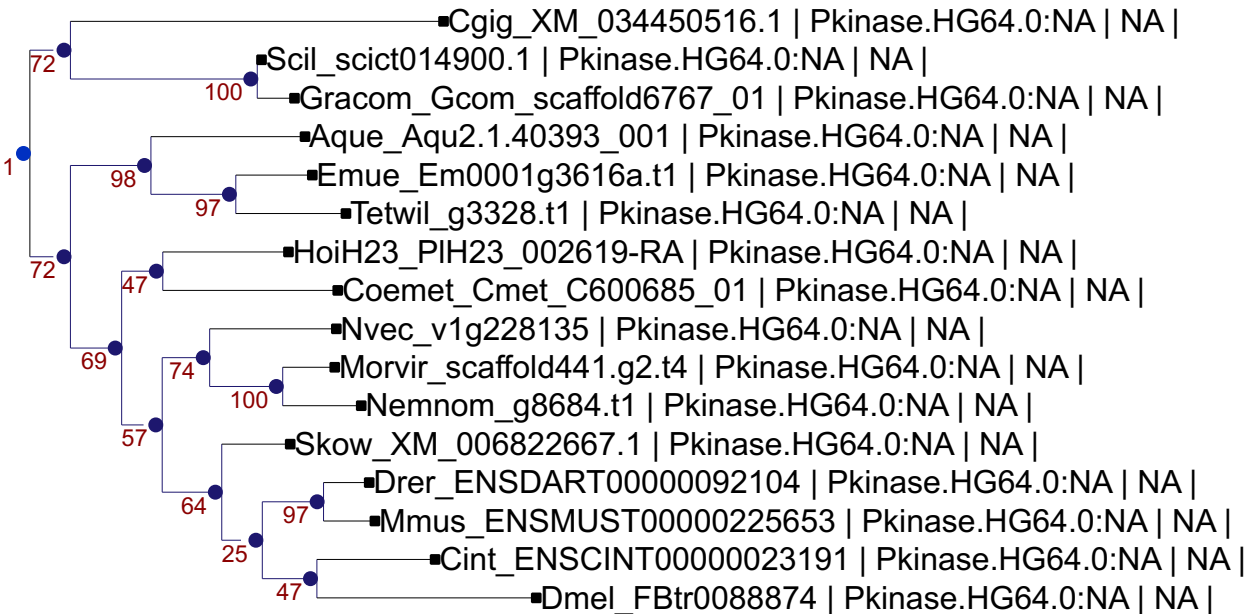 Cgig_XM_034450516.1 | Pkinase.HG64.0:NA | NA |
72
Scil_scict014900.1 | Pkinase.HG64.0:NA | NA |
100
Gracom_Gcom_scaffold6767_01 | Pkinase.HG64.0:NA | NA |
Aque_Aqu2.1.40393_001 | Pkinase.HG64.0:NA | NA |
1
98
Emue_Em0001g3616a.t1 | Pkinase.HG64.0:NA | NA |
97
Tetwil_g3328.t1 | Pkinase.HG64.0:NA | NA |
HoiH23_PlH23_002619-RA | Pkinase.HG64.0:NA | NA |
72
47
Coemet_Cmet_C600685_01 | Pkinase.HG64.0:NA | NA |
Nvec_v1g228135 | Pkinase.HG64.0:NA | NA |
69
74
Morvir_scaffold441.g2.t4 | Pkinase.HG64.0:NA | NA |
100
Nemnom_g8684.t1 | Pkinase.HG64.0:NA | NA |
57
Skow_XM_006822667.1 | Pkinase.HG64.0:NA | NA |
Drer_ENSDART00000092104 | Pkinase.HG64.0:NA | NA |
64
97
Mmus_ENSMUST00000225653 | Pkinase.HG64.0:NA | NA |
25
Cint_ENSCINT00000023191 | Pkinase.HG64.0:NA | NA |
47
Dmel_FBtr0088874 | Pkinase.HG64.0:NA | NA |